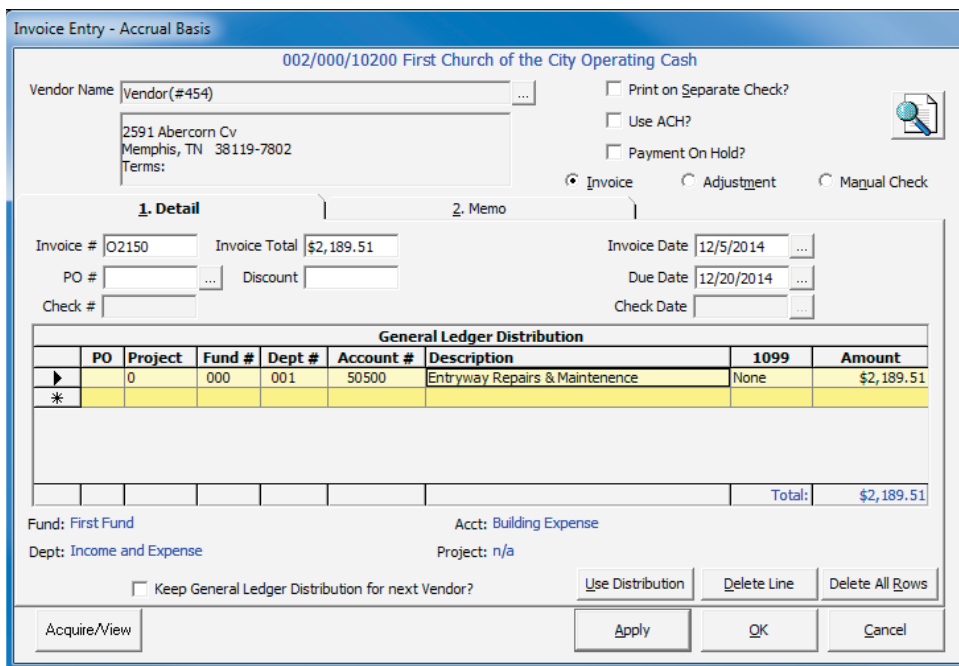 Invoice Entry - Accrual Basis
002/000/10200 First Church of the City Operating Cash
Vendor Name Vendor(#454) ... Print on Separate Check?
2591 Abercorn Cv Use ACH?
Memphis, TN 38119-7802
Terms: Payment On Hold?
Invoice Adjustment Manual Check
1. Detail 2. Memo
Invoice # O2150 Invoice Total $2,189.51 Invoice Date 12/5/2014 ...
PO # ... Discount Due Date 12/20/2014 ...
Check # Check Date ...
General Ledger Distribution
PO Project Fund # Dept # Account # Description 1099 Amount
0 000 001 50500 Entryway Repairs & Maintenence None $2,189.51
Total: $2,189.51
Fund: First Fund Acct: Building Expense
Dept: Income and Expense Project: n/a
Keep General Ledger Distribution for next Vendor? Use Distribution Delete Line Delete All Rows
Acquire/View Apply OK Cancel